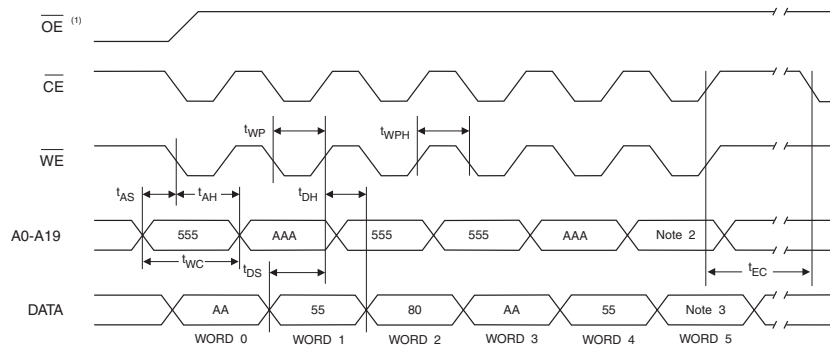 OE (1)
CE
tWP
tWPH
WE
tAS
tAH
tDH
A0-A19
555
AAA
555
555
AAA
Note 2
tWC
tDS
tEC
DATA
AA
55
80
AA
55
Note 3
WORD 0
WORD 1
WORD 2
WORD 3
WORD 4
WORD 5